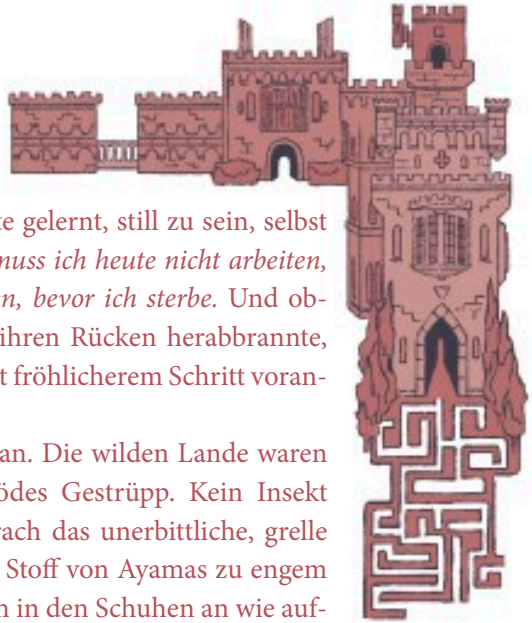 te gelernt, still zu sein, selbst
muss ich heute nicht arbeiten,
en, bevor ich sterbe. Und ob-
ihren Rücken herabbrannte,
t fröhlicherem Schritt voran-
an. Die wilden Lande waren
ödes Gestrüpp. Kein Insekt
rach das unerbittliche, grelle
Stoff von Ayamas zu engem
n in den Schuhen an wie auf-